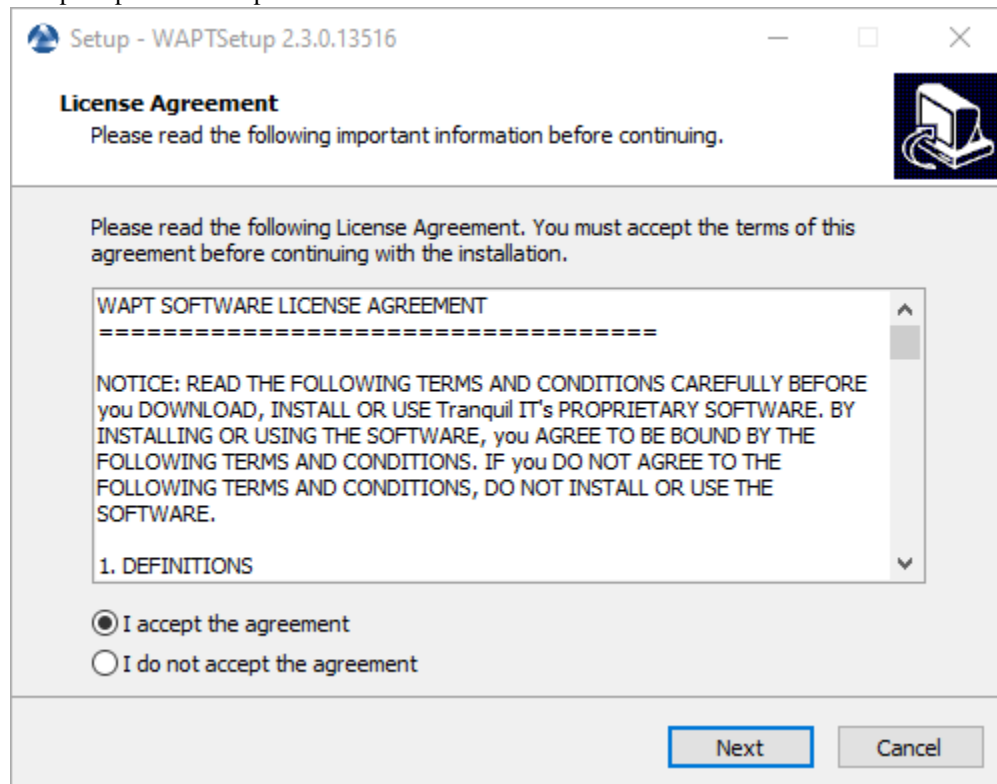 Setup - WAPTSetup 2.3.0.13516
License Agreement
Please read the following important information before continuing.
Please read the following License Agreement. You must accept the terms of this
agreement before continuing with the installation.
WAPT SOFTWARE LICENSE AGREEMENT
===================================
NOTICE: READ THE FOLLOWING TERMS AND CONDITIONS CAREFULLY BEFORE
you DOWNLOAD, INSTALL OR USE Tranquil IT's PROPRIETARY SOFTWARE. BY
INSTALLING OR USING THE SOFTWARE, you AGREE TO BE BOUND BY THE
FOLLOWING TERMS AND CONDITIONS. IF you DO NOT AGREE TO THE
FOLLOWING TERMS AND CONDITIONS, DO NOT INSTALL OR USE THE
SOFTWARE.
1. DEFINITIONS
I accept the agreement
I do not accept the agreement
Next Cancel